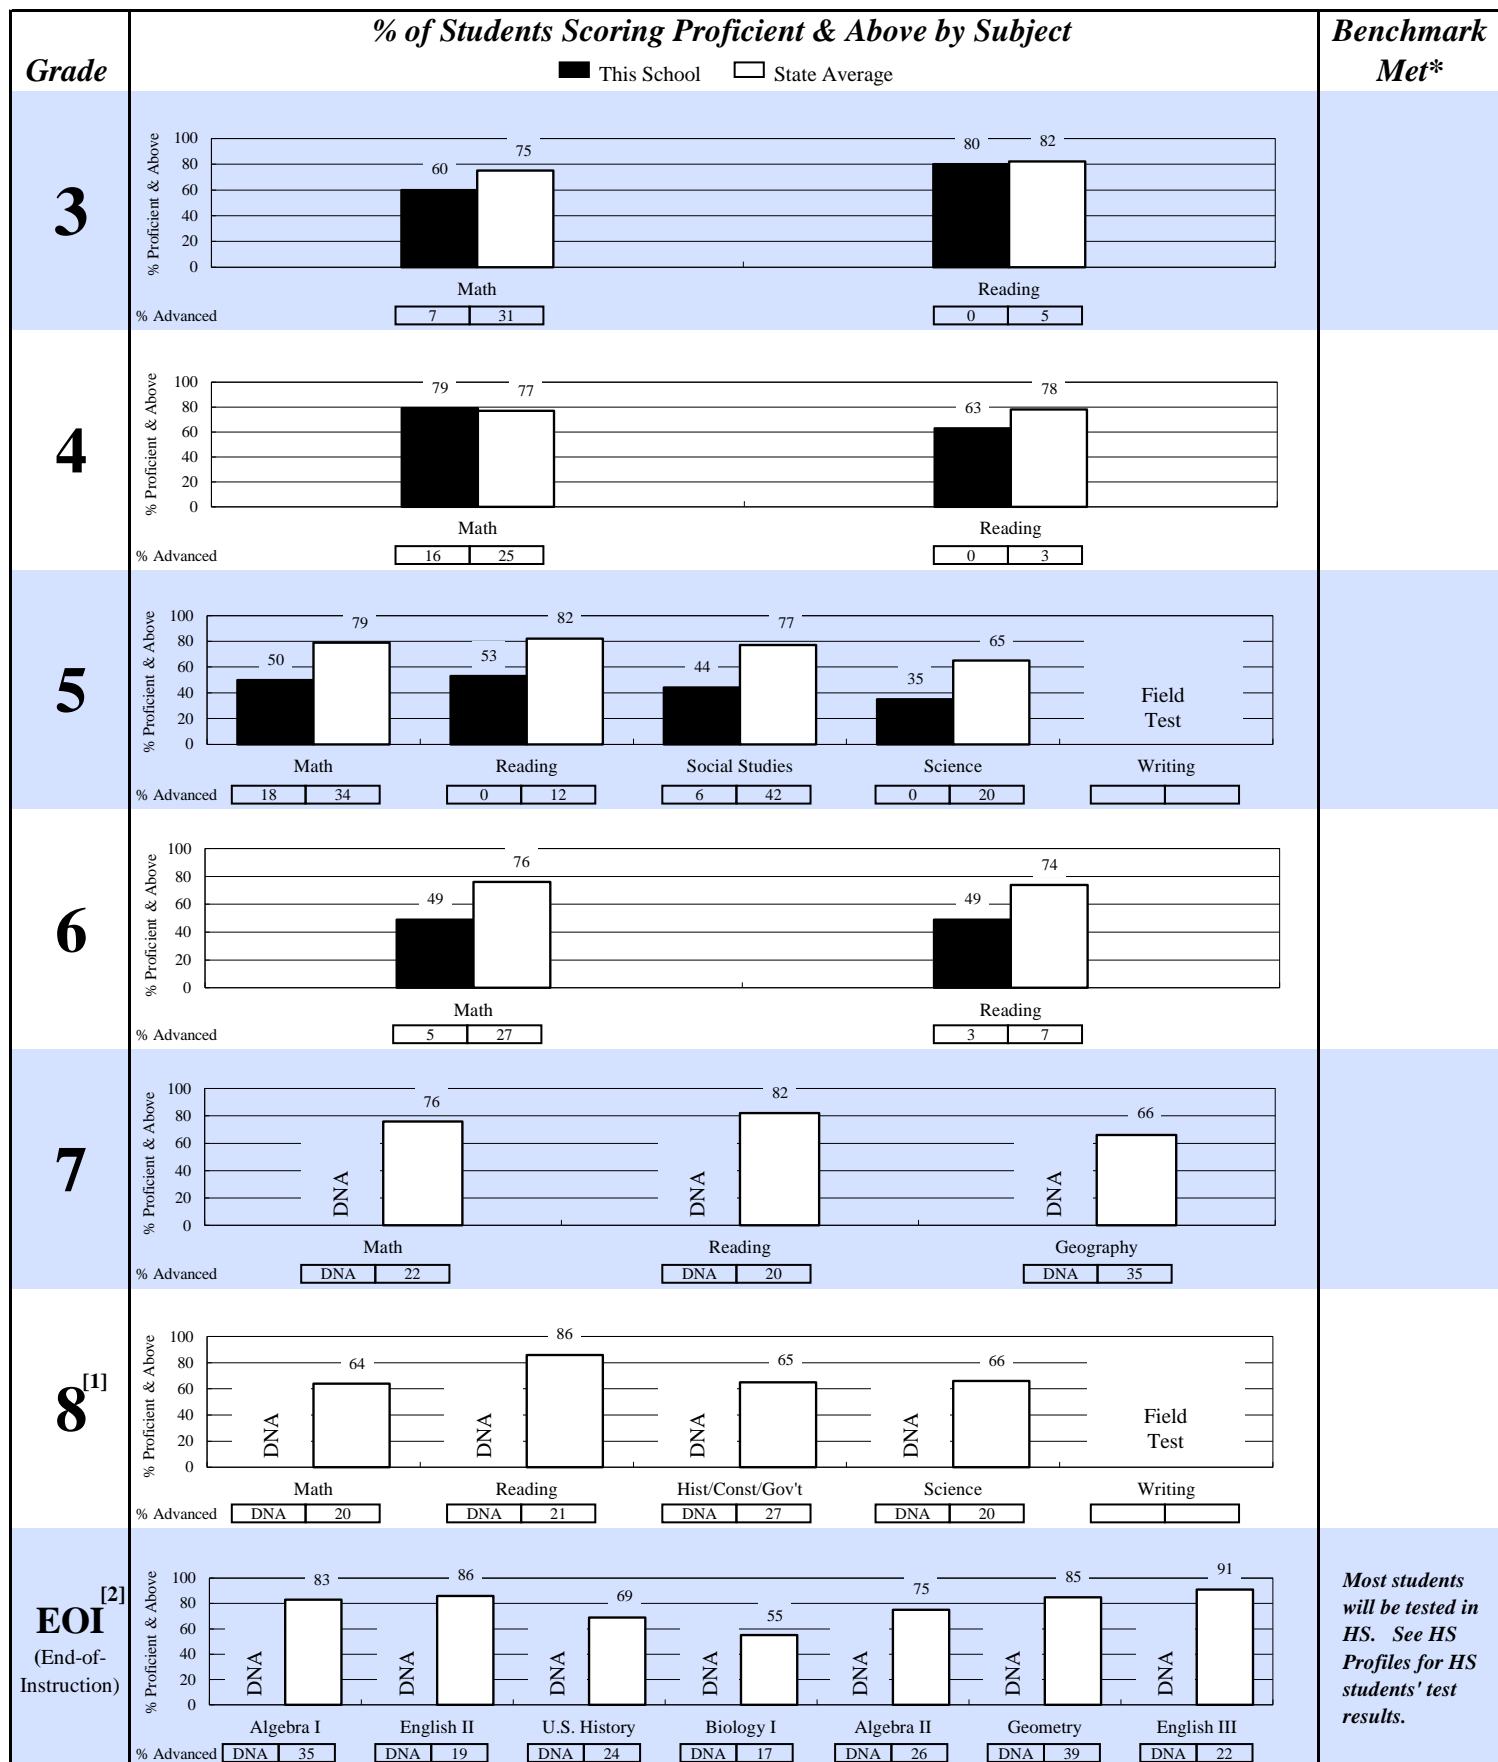 % of Students Scoring Proficient & Above by Subject
Benchmark
Met*
Grade
This School
State Average
3
% Proficient & Above
100
80
60
40
20
0
60
75
80
82
Math
Reading
% Advanced
7
31
0
5
4
% Proficient & Above
100
80
60
40
20
0
79
77
63
78
Math
Reading
% Advanced
16
25
0
3
5
% Proficient & Above
100
80
60
40
20
0
50
79
53
82
44
77
35
65
Field
Test
Math
Reading
Social Studies
Science
Writing
% Advanced
18
34
0
12
6
42
0
20
6
% Proficient & Above
100
80
60
40
20
0
49
76
49
74
Math
Reading
% Advanced
5
27
3
7
7
% Proficient & Above
100
80
60
40
20
0
DNA
76
DNA
82
DNA
66
Math
Reading
Geography
% Advanced
DNA
22
DNA
20
DNA
35
8[1]
% Proficient & Above
100
80
60
40
20
0
DNA
64
DNA
86
DNA
65
DNA
66
Field
Test
Math
Reading
Hist/Const/Gov't
Science
Writing
% Advanced
DNA
20
DNA
21
DNA
27
DNA
20
EOI[2]
(End-of-
Instruction)
% Proficient & Above
100
80
60
40
20
0
DNA
83
DNA
86
DNA
69
DNA
55
DNA
75
DNA
85
DNA
91
Algebra I
English II
U.S. History
Biology I
Algebra II
Geometry
English III
% Advanced
DNA
35
DNA
19
DNA
24
DNA
17
DNA
26
DNA
39
DNA
22
Most students
will be tested in
HS. See HS
Profiles for HS
students' test
results.